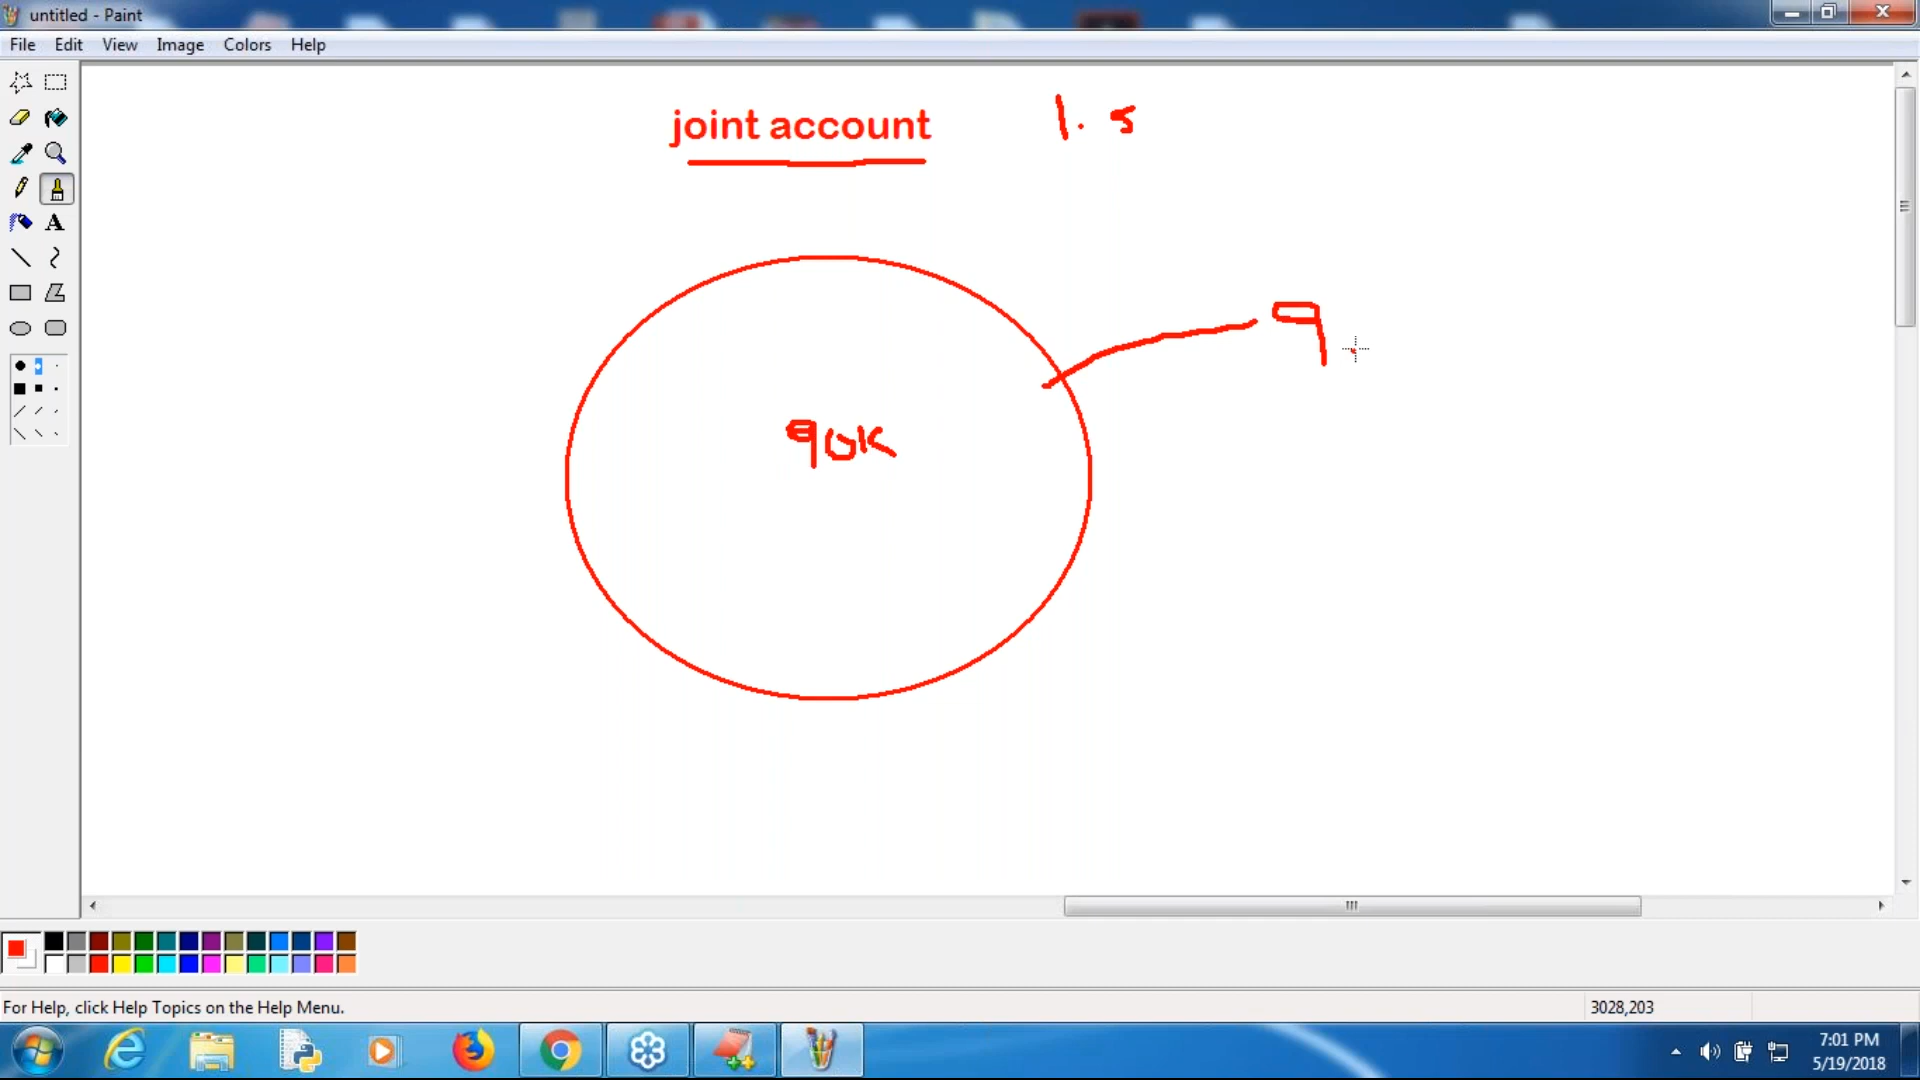 untitled - Paint
File Edit View Image Colors Help
joint account 1. 5
9
90K
For Help, click Help Topics on the Help Menu. 3028,203
7:01 PM
5/19/2018